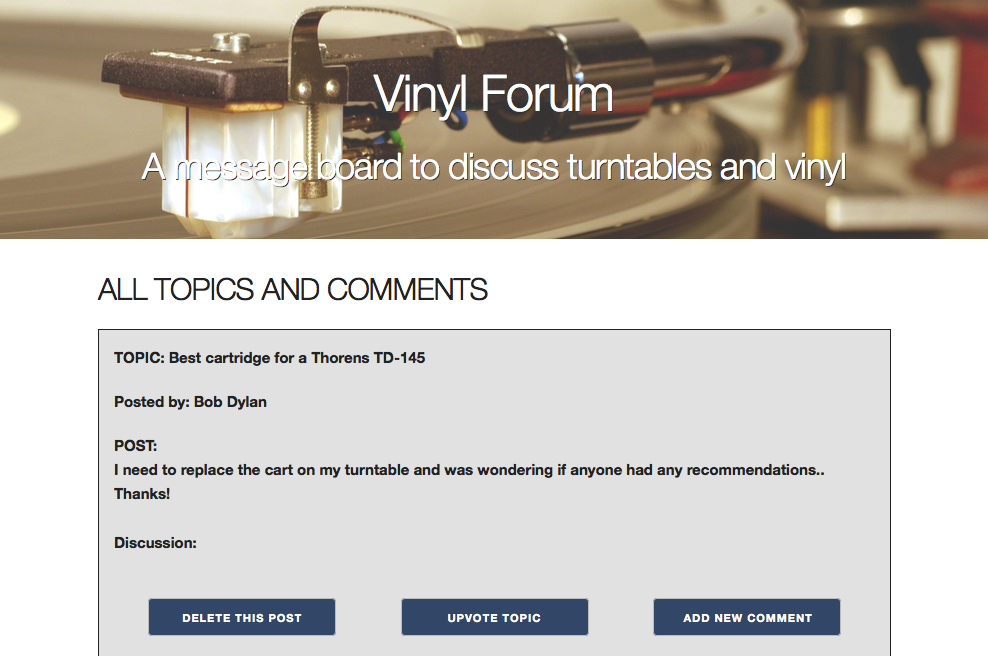 Vinyl Forum
A message board to discuss turntables and vinyl
ALL TOPICS AND COMMENTS
TOPIC: Best cartridge for a Thorens TD-145
Posted by: Bob Dylan
POST:
I need to replace the cart on my turntable and was wondering if anyone had any recommendations..
Thanks!
Discussion:
DELETE THIS POST
UPVOTE TOPIC
ADD NEW COMMENT